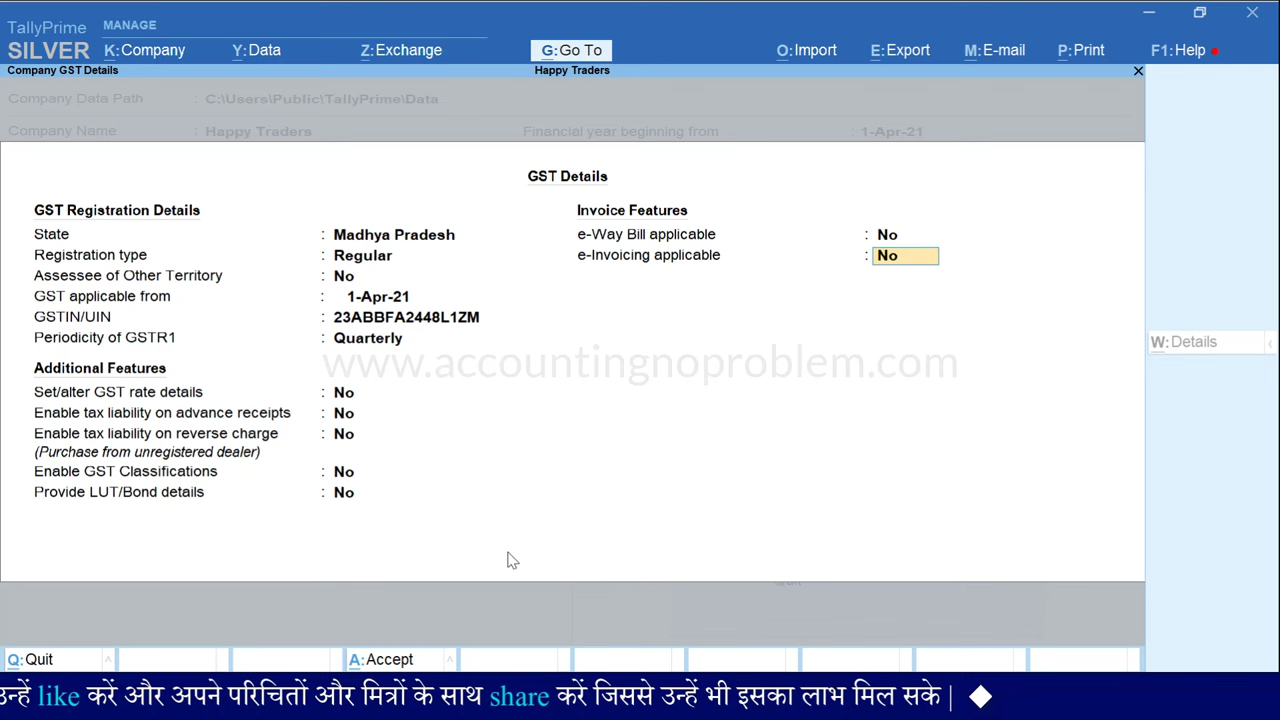 TallyPrime MANAGE
SILVER K:Company Y:Data Z:Exchange G:Go To O:Import E:Export M:E-mail P:Print F1:Help
Company GST Details Happy Traders
Company Data Path : C:\Users\Public\TallyPrime\Data
Company Name : Happy Traders Financial year beginning from : 1-Apr-21
GST Details
GST Registration Details Invoice Features
State : Madhya Pradesh e-Way Bill applicable : No
Registration type : Regular e-Invoicing applicable : No
Assessee of Other Territory : No
GST applicable from : 1-Apr-21
GSTIN/UIN : 23ABBFA2448L1ZM
Periodicity of GSTR1 : Quarterly
W:Details
www.accountingnoproblem.com
Additional Features
Set/alter GST rate details : No
Enable tax liability on advance receipts : No
Enable tax liability on reverse charge : No
(Purchase from unregistered dealer)
Enable GST Classifications : No
Provide LUT/Bond details : No
Quit
Q:Quit A:Accept
उन्हें like करें और अपने परिचितों और मित्रों के साथ share करें जिससे उन्हें भी इसका लाभ मिल सके |